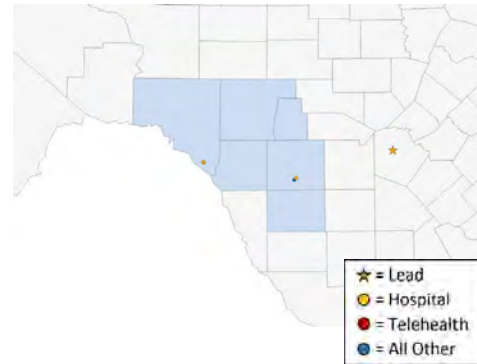 = Lead
= Hospital
= Telehealth
= All Other